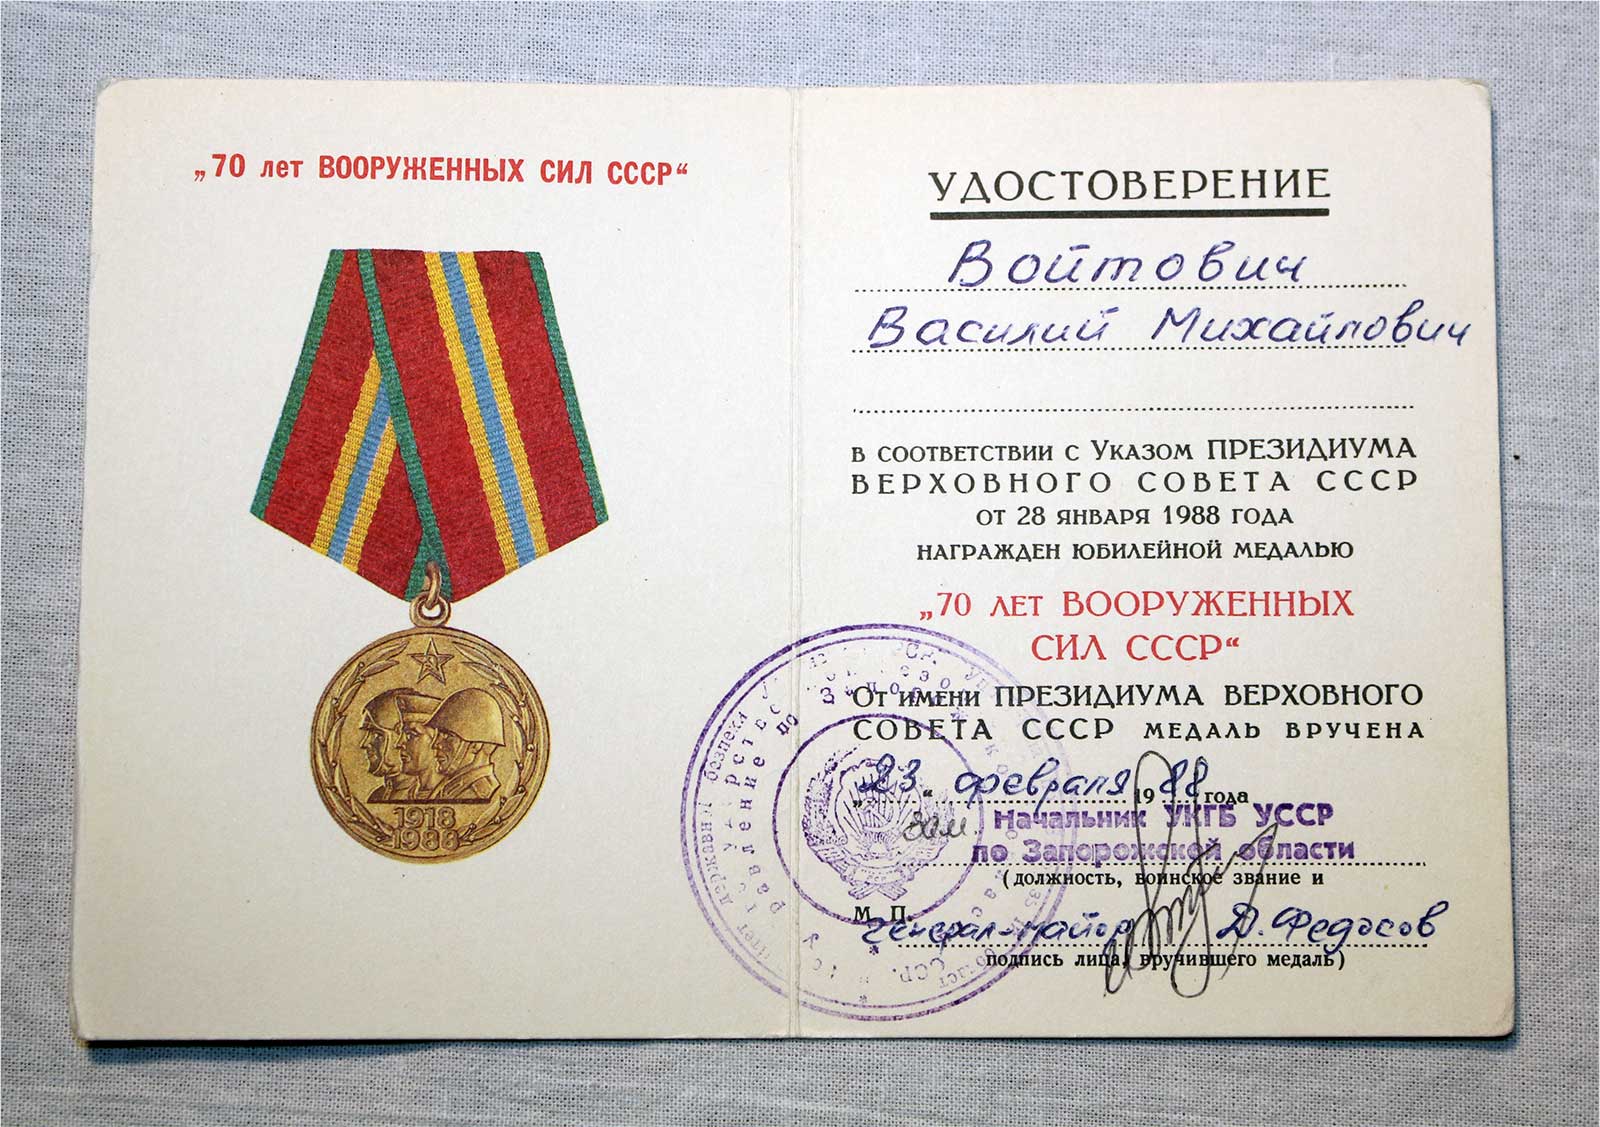 „70 лет ВООРУЖЕННЫХ СИЛ СССР“
1918
1988
УДОСТОВЕРЕНИЕ
Войтович
Василий Михайлович
В СООТВЕТСТВИИ С УКАЗОМ ПРЕЗИДИУМА
ВЕРХОВНОГО СОВЕТА СССР
ОТ 28 ЯНВАРЯ 1988 ГОДА
НАГРАЖДЕН ЮБИЛЕЙНОЙ МЕДАЛЬЮ
„70 ЛЕТ ВООРУЖЕННЫХ
СИЛ СССР“
ОТ ИМЕНИ ПРЕЗИДИУМА ВЕРХОВНОГО
СОВЕТА СССР МЕДАЛЬ ВРУЧЕНА
„23“ февраля 1988 года
зам. Начальник УКГБ УССР
по Запорожской области
(должность, воинское звание и
М. П.
генерал-майор Д. Федосов
подпись лица, вручившего медаль)